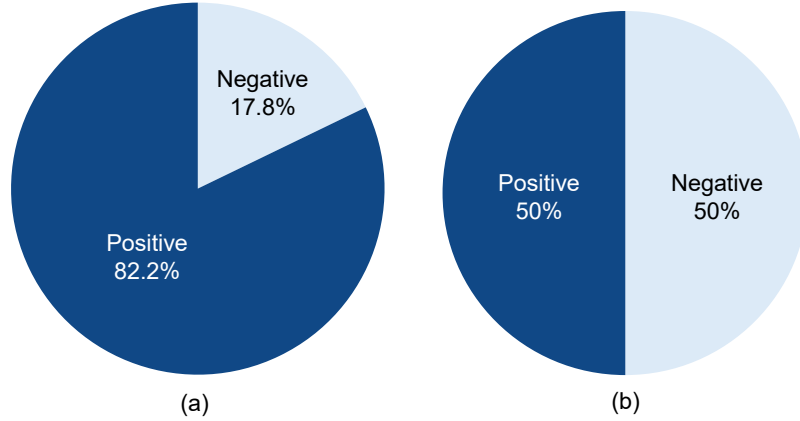 Negative
17.8%
Positive
82.2%
(a)
Positive
50%
Negative
50%
(b)